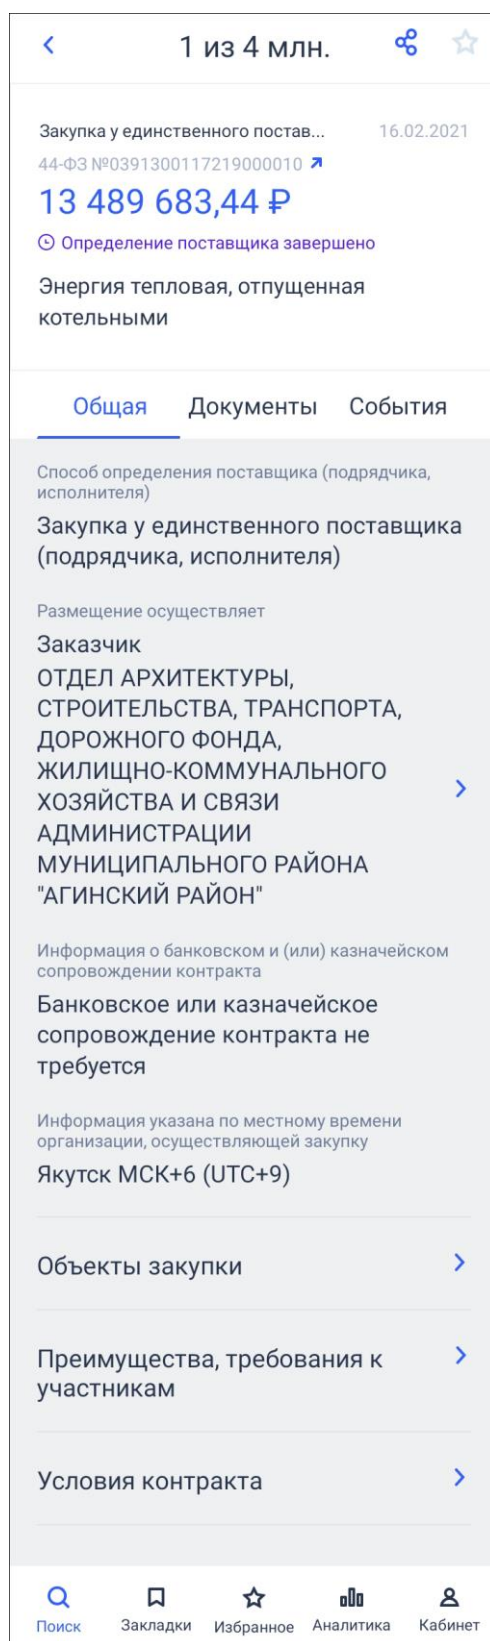 1 из 4 млн.
Закупка у единственного постав...
16.02.2021
44-ФЗ №0391300117219000010
13 489 683,44 ₽
Определение поставщика завершено
Энергия тепловая, отпущенная
котельными
Общая Документы События
Способ определения поставщика (подрядчика,
исполнителя)
Закупка у единственного поставщика
(подрядчика, исполнителя)
Размещение осуществляет
Заказчик
ОТДЕЛ АРХИТЕКТУРЫ,
СТРОИТЕЛЬСТВА, ТРАНСПОРТА,
ДОРОЖНОГО ФОНДА,
ЖИЛИЩНО-КОММУНАЛЬНОГО
ХОЗЯЙСТВА И СВЯЗИ
АДМИНИСТРАЦИИ
МУНИЦИПАЛЬНОГО РАЙОНА
"АГИНСКИЙ РАЙОН"
Информация о банковском и (или) казначейском
сопровождении контракта
Банковское или казначейское
сопровождение контракта не
требуется
Информация указана по местному времени
организации, осуществляющей закупку
Якутск МСК+6 (UTC+9)
Объекты закупки
Преимущества, требования к
участникам
Условия контракта
Поиск Закладки Избранное Аналитика Кабинет